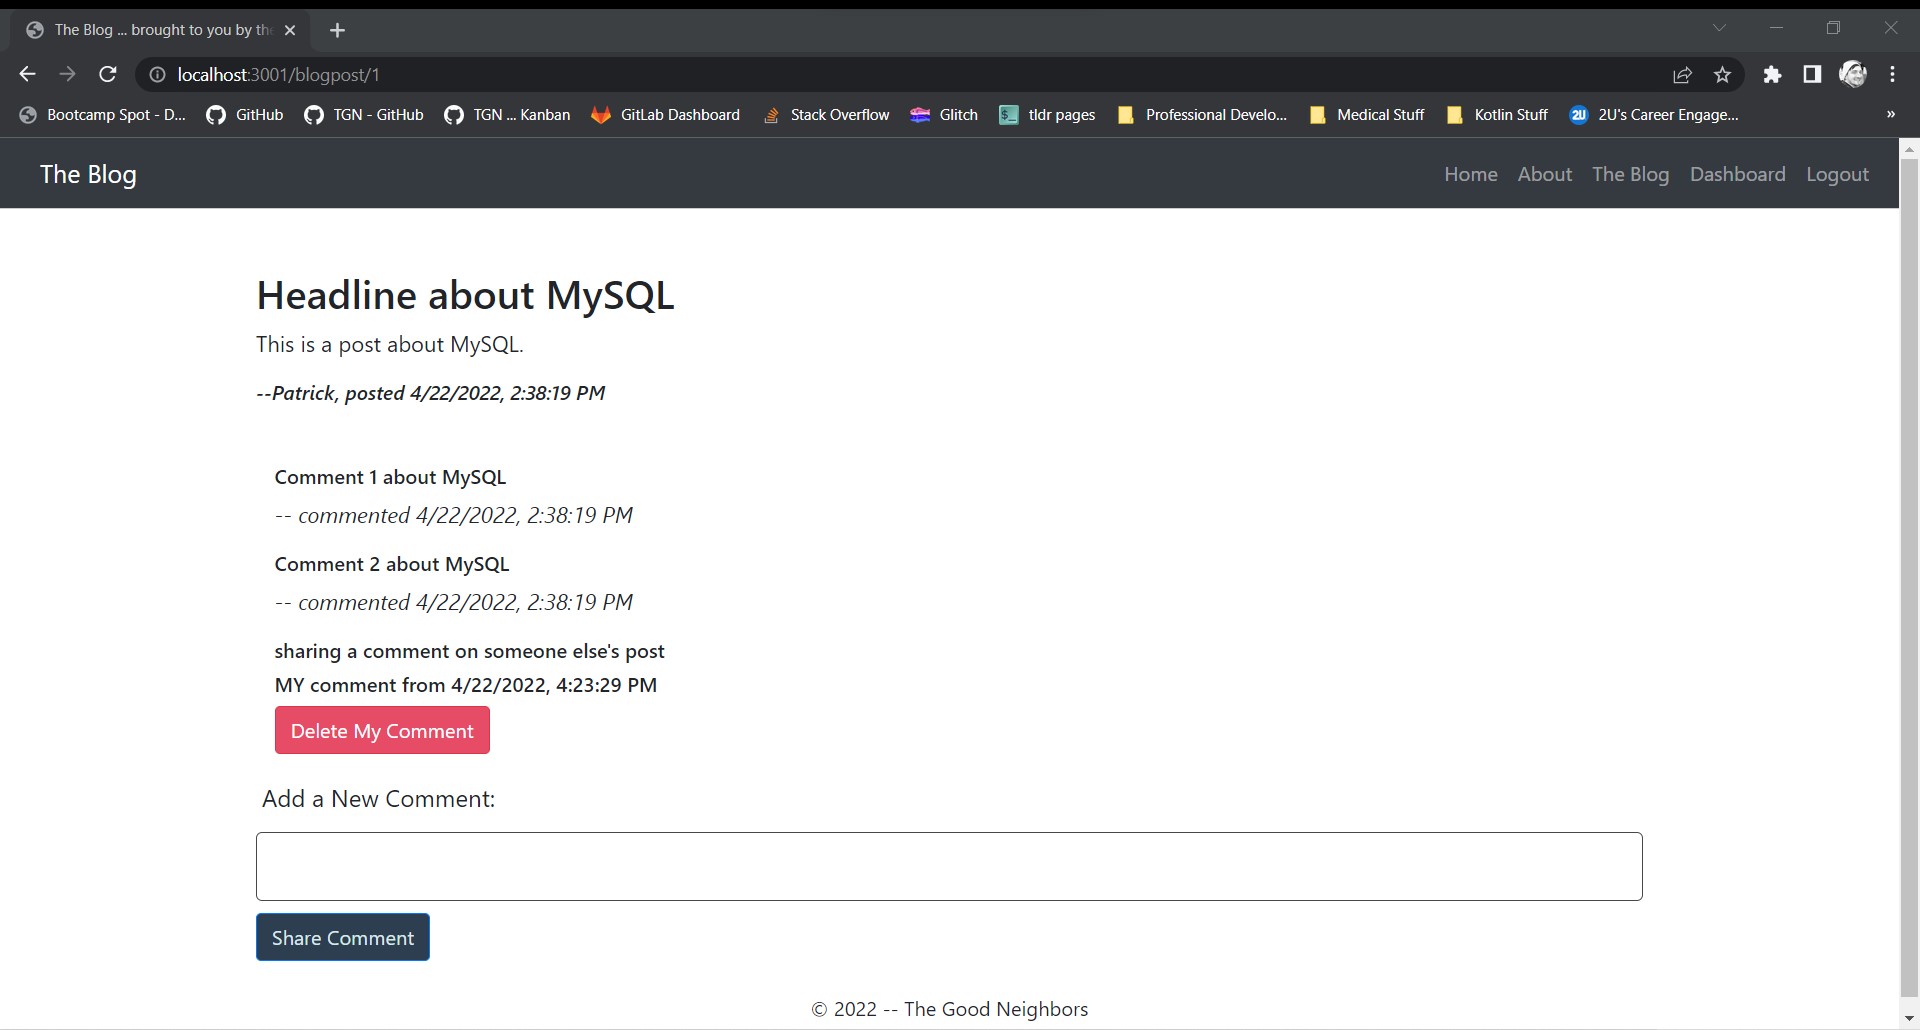 The Blog ... brought to you by the
localhost:3001/blogpost/1
Bootcamp Spot - D... GitHub TGN - GitHub TGN ... Kanban GitLab Dashboard Stack Overflow Glitch tldr pages Professional Develo... Medical Stuff Kotlin Stuff 2U 2U's Career Engage... »
The Blog Home About The Blog Dashboard Logout
Headline about MySQL
This is a post about MySQL.
--Patrick, posted 4/22/2022, 2:38:19 PM
Comment 1 about MySQL
-- commented 4/22/2022, 2:38:19 PM
Comment 2 about MySQL
-- commented 4/22/2022, 2:38:19 PM
sharing a comment on someone else's post
MY comment from 4/22/2022, 4:23:29 PM
Delete My Comment
Add a New Comment:
Share Comment
© 2022 -- The Good Neighbors